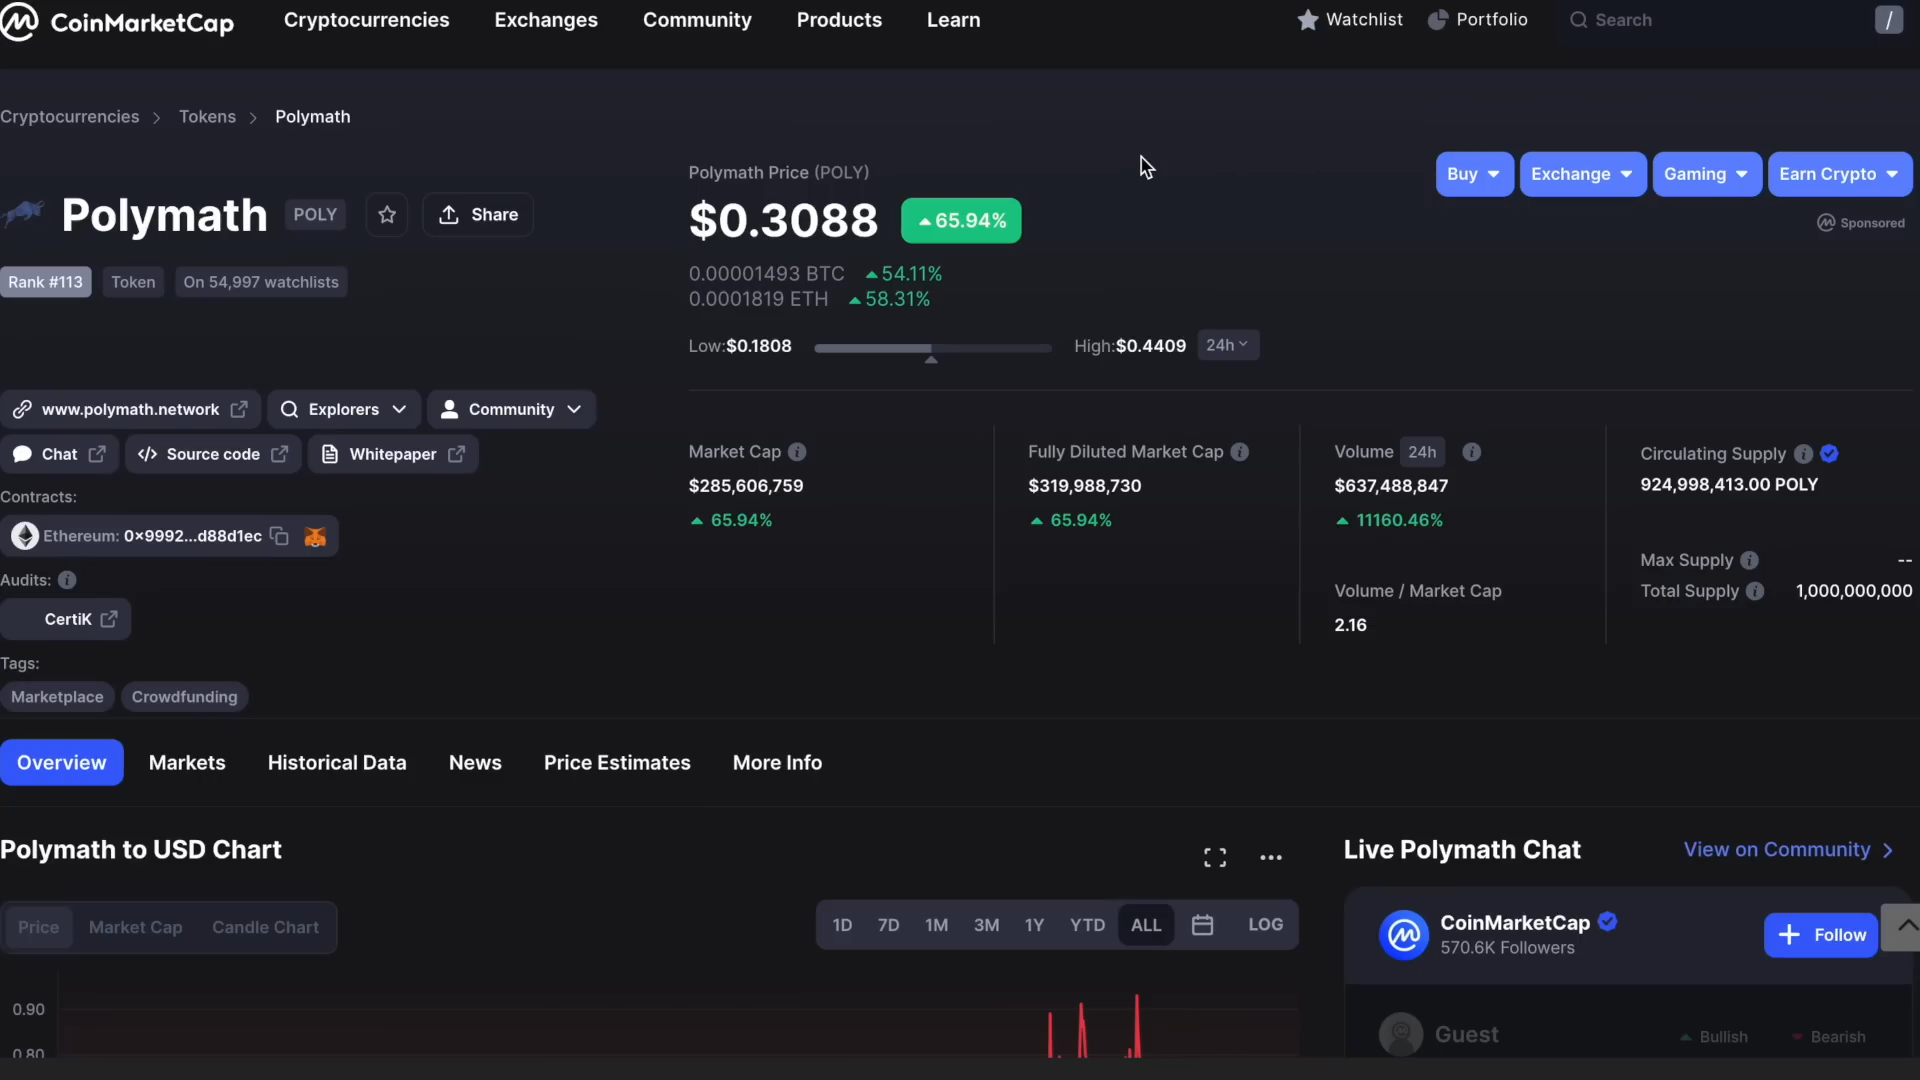 CoinMarketCap
Cryptocurrencies Exchanges Community Products Learn
Watchlist Portfolio Search /
Cryptocurrencies > Tokens > Polymath
Polymath POLY Share
Rank #113 Token On 54,997 watchlists
www.polymath.network Explorers Community
Chat Source code Whitepaper
Contracts:
Ethereum: 0x9992...d88d1ec
Audits:
CertiK
Tags:
Marketplace Crowdfunding
Polymath Price (POLY)
$0.3088 65.94%
0.00001493 BTC 54.11%
0.0001819 ETH 58.31%
Low:$0.1808 High:$0.4409 24h
Buy Exchange Gaming Earn Crypto
Sponsored
Market Cap
$285,606,759
65.94%
Fully Diluted Market Cap
$319,988,730
65.94%
Volume 24h
$637,488,847
11160.46%
Volume / Market Cap
2.16
Circulating Supply
924,998,413.00 POLY
Max Supply --
Total Supply 1,000,000,000
Overview Markets Historical Data News Price Estimates More Info
Polymath to USD Chart
Price Market Cap Candle Chart
1D 7D 1M 3M 1Y YTD ALL LOG
0.90
0.80
Live Polymath Chat View on Community
CoinMarketCap
570.6K Followers
+ Follow
Guest Bullish Bearish